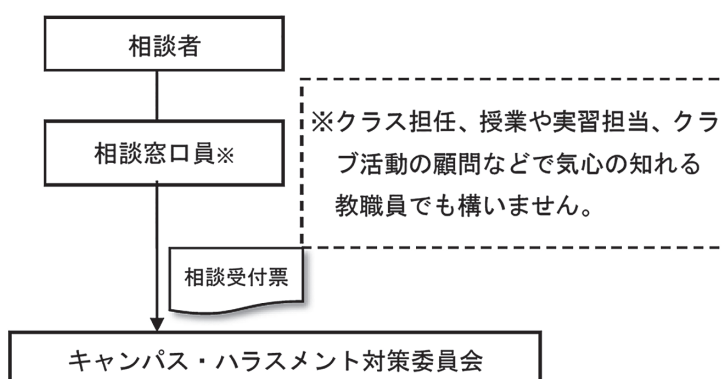 相談者
相談窓口員※
※クラス担任、授業や実習担当、クラ
ブ活動の顧問などで気心の知れる
教職員でも構いません。
相談受付票
キャンパス・ハラスメント対策委員会